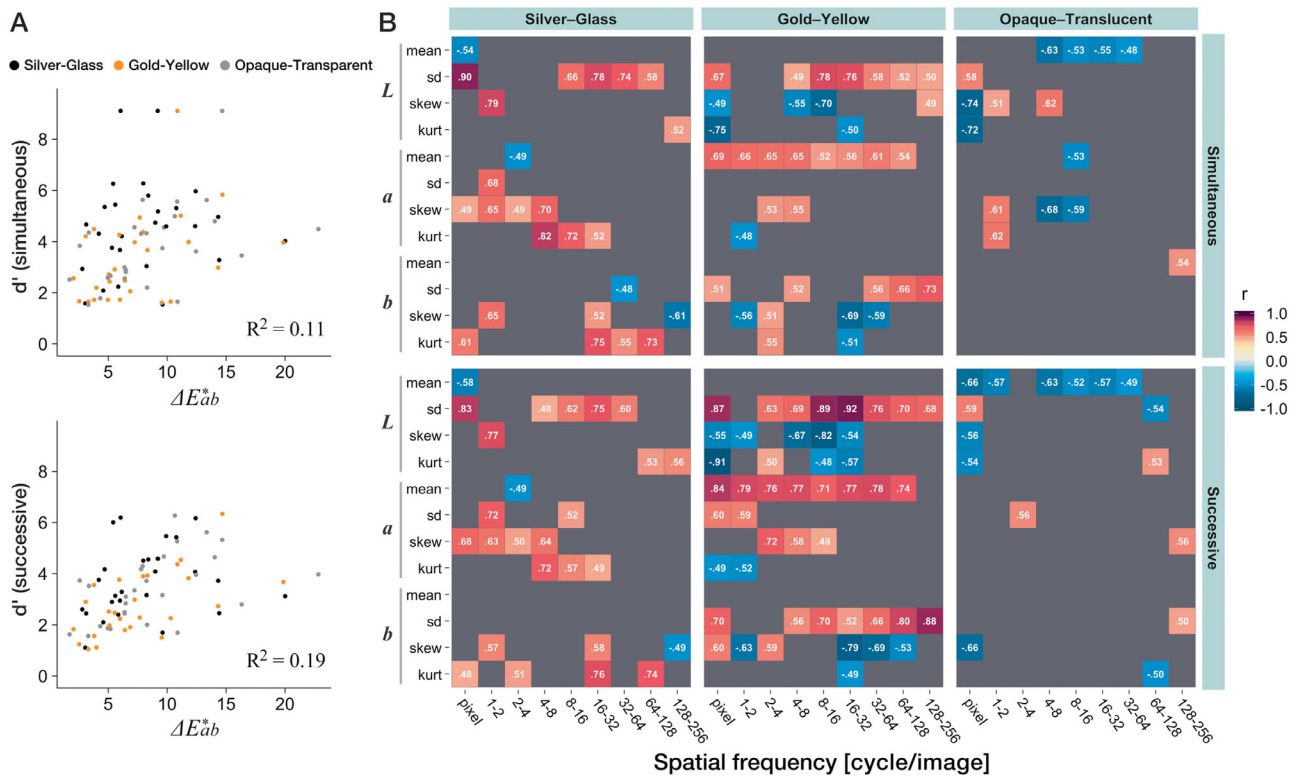 A
Silver-Glass Gold-Yellow Opaque-Transparent
d' (simultaneous)
8
6
4
2
0
R² = 0.11
5 10 15 20
ΔE*ab
d' (successive)
8
6
4
2
0
R² = 0.19
5 10 15 20
ΔE*ab
B
Silver–Glass Gold–Yellow Opaque–Translucent
Simultaneous
L
mean -.54 -.63 -.53 -.55 -.48
sd .90 .66 .78 .74 .58 .67 .49 .78 .76 .58 .52 .50 .58
skew .79 -.49 -.55 -.70 .49 -.74 .51 .62
kurt .52 -.75 -.50 -.72
a
mean -.49 .69 .66 .65 .65 .52 .56 .61 .54 -.53
sd .68
skew .49 .65 .49 .70 .53 .55 .61 -.68 -.59
kurt .82 .72 .52 -.48 .62
b
mean .54
sd -.48 .51 .52 .56 .66 .73
skew .65 .52 -.61 -.56 .51 -.69 -.59
kurt .61 .75 .55 .73 .55 -.51
Successive
L
mean -.58 -.66 -.57 -.63 -.52 -.57 -.49
sd .83 .48 .62 .75 .60 .87 .63 .69 .89 .92 .76 .70 .68 .59 -.54
skew .77 -.55 -.49 -.67 -.82 -.54 -.56
kurt .53 .56 -.91 .50 -.48 -.57 -.54 .53
a
mean -.49 .84 .79 .76 .77 .71 .77 .78 .74
sd .72 .52 .60 .59 .56
skew .68 .63 .50 .64 .72 .58 .49 .56
kurt .72 .57 .49 -.49 -.52
b
mean
sd .70 .56 .70 .52 .66 .80 .88 .50
skew .57 .58 -.49 .60 -.63 .59 -.79 -.69 -.53 -.66
kurt .48 .51 .76 .74 -.49 -.50
pixel 1-2 2-4 4-8 8-16 16-32 32-64 64-128 128-256 pixel 1-2 2-4 4-8 8-16 16-32 32-64 64-128 128-256 pixel 1-2 2-4 4-8 8-16 16-32 32-64 64-128 128-256
Spatial frequency [cycle/image]
r
1.0
0.5
0.0
-0.5
-1.0